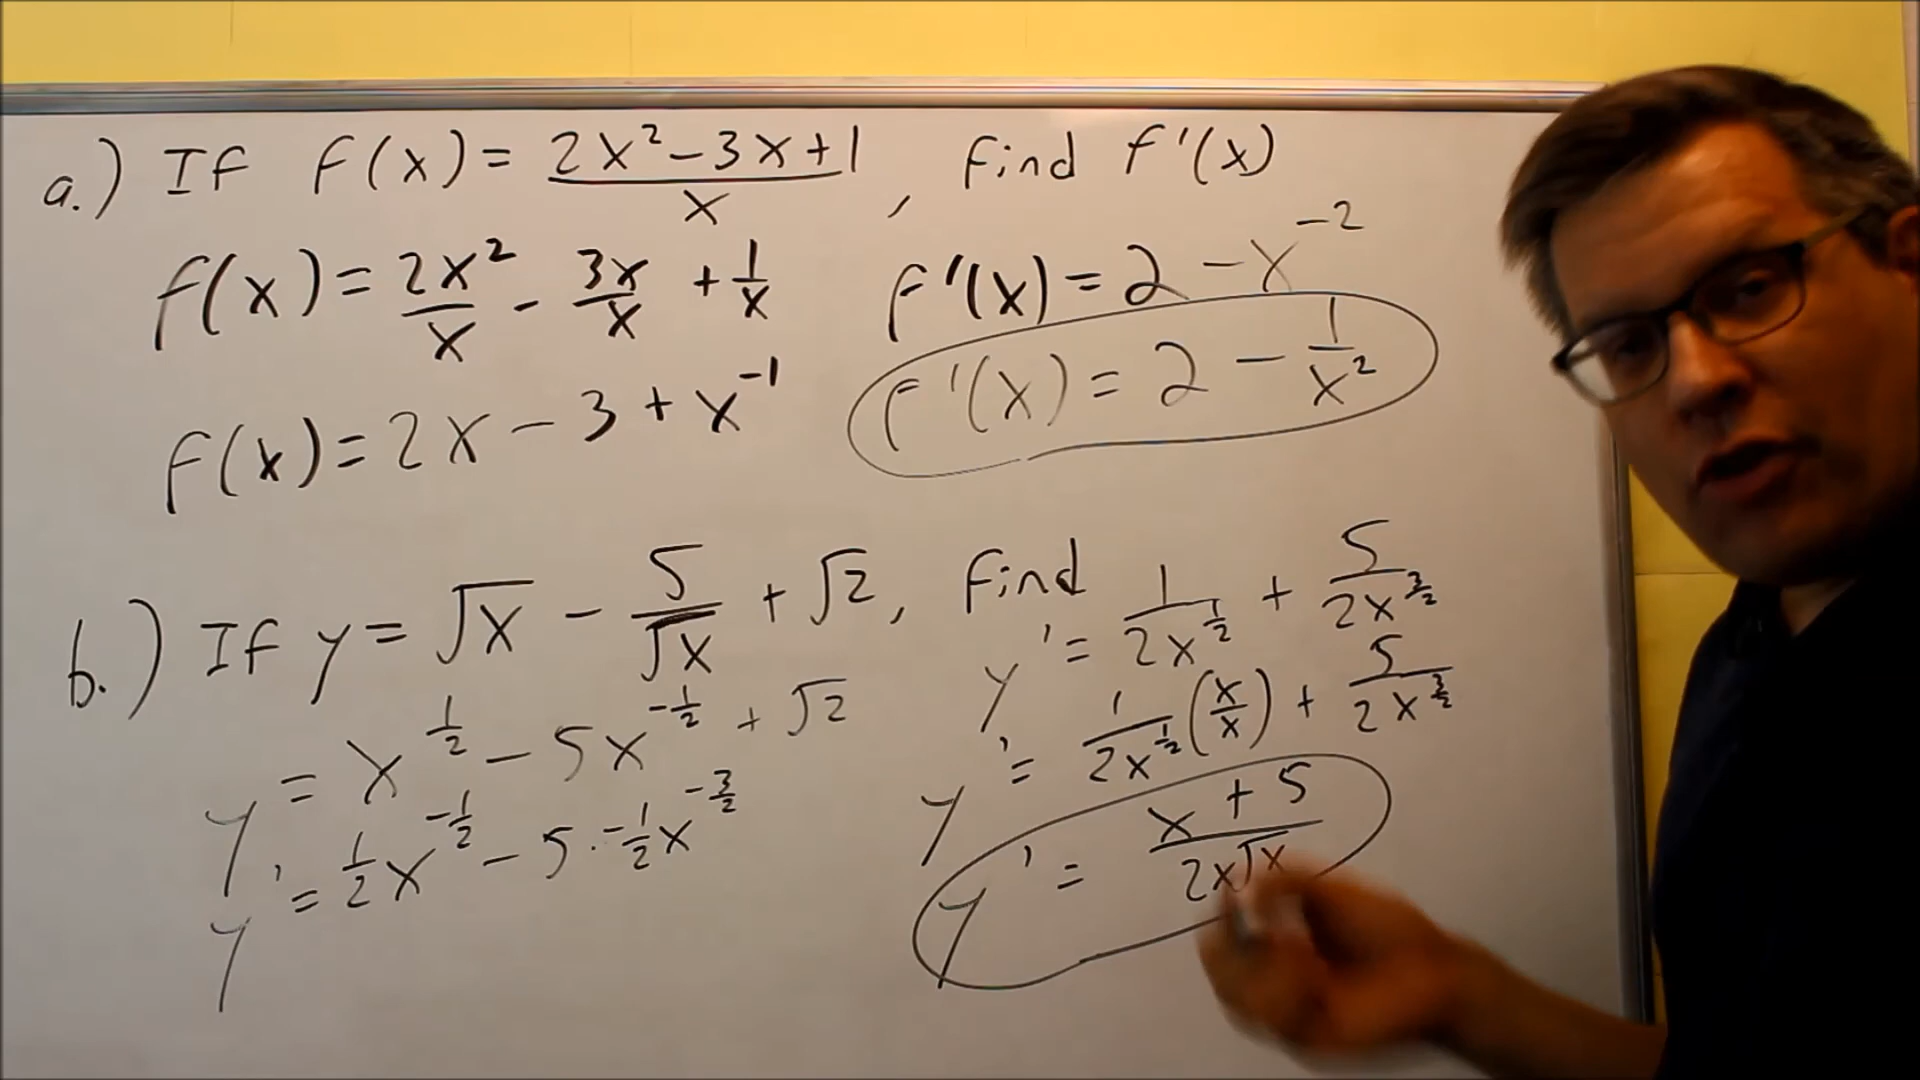 a.) If f(x) = (2x² - 3x + 1)/x , find f'(x)
f(x) = 2x²/x - 3x/x + 1/x
f(x) = 2x - 3 + x⁻¹
f'(x) = 2 - x⁻²
f'(x) = 2 - 1/x²
b.) If y = √x - 5/√x + √2, find
y = x^(1/2) - 5x^(-1/2) + √2
y' = 1/2 x^(-1/2) - 5 · -1/2 x^(-3/2)
y' = 1/(2x^(1/2)) + 5/(2x^(3/2))
y' = 1/(2x^(1/2)) (x/x) + 5/(2x^(3/2))
y' = (x + 5)/(2x√x)